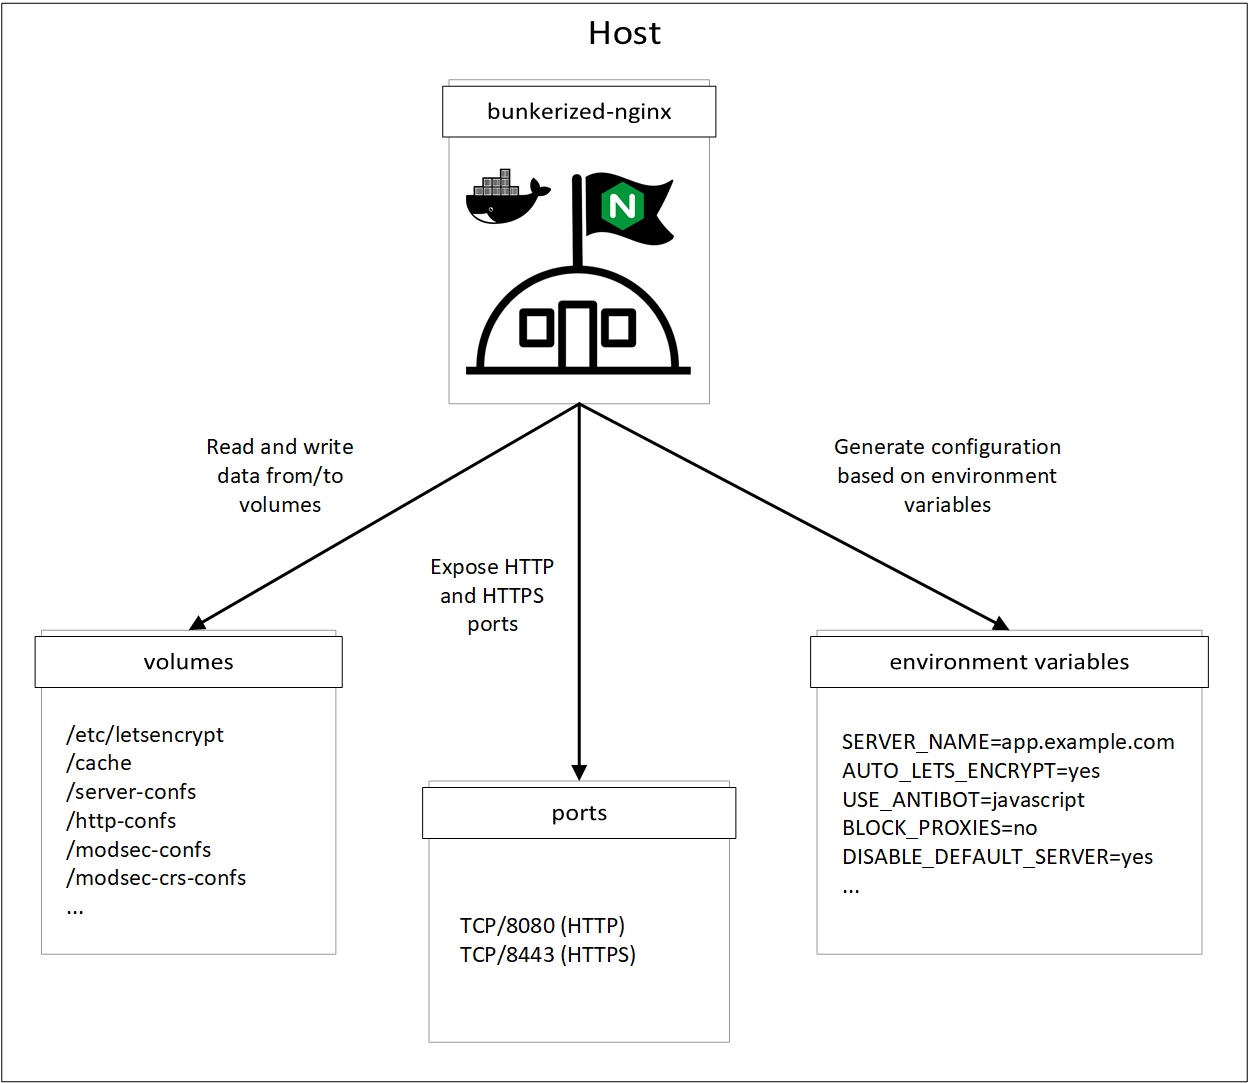 Host
bunkerized-nginx
N
Read and write
data from/to
volumes
Expose HTTP
and HTTPS
ports
Generate configuration
based on environment
variables
volumes
/etc/letsencrypt
/cache
/server-confs
/http-confs
/modsec-confs
/modsec-crs-confs
...
ports
TCP/8080 (HTTP)
TCP/8443 (HTTPS)
environment variables
SERVER_NAME=app.example.com
AUTO_LETS_ENCRYPT=yes
USE_ANTIBOT=javascript
BLOCK_PROXIES=no
DISABLE_DEFAULT_SERVER=yes
...